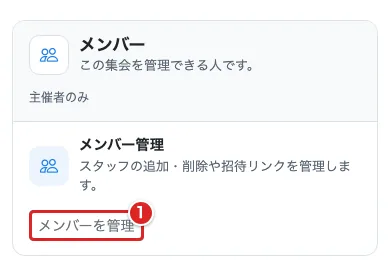 メンバー
この集会を管理できる人です。
主催者のみ
メンバー管理
スタッフの追加・削除や招待リンクを管理しま
す。
メンバーを管理
1